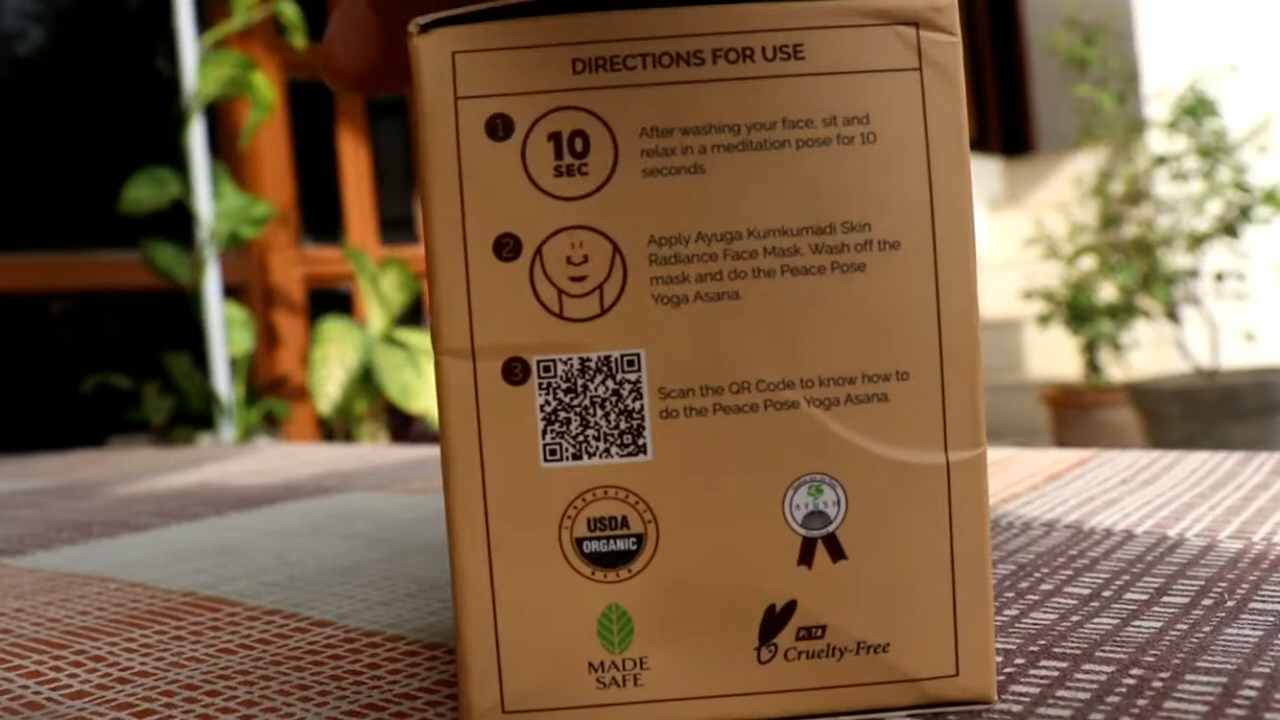 DIRECTIONS FOR USE
1
10
SEC
After washing your face, sit and
relax in a meditation pose for 10
seconds
2
Apply Ayuga Kumkumadi Skin
Radiance Face Mask. Wash off the
mask and do the Peace Pose
Yoga Asana
3
Scan the QR Code to know how to
do the Peace Pose Yoga Asana.
USDA
ORGANIC
AYUSH
MADE
SAFE
PETA
Cruelty-Free